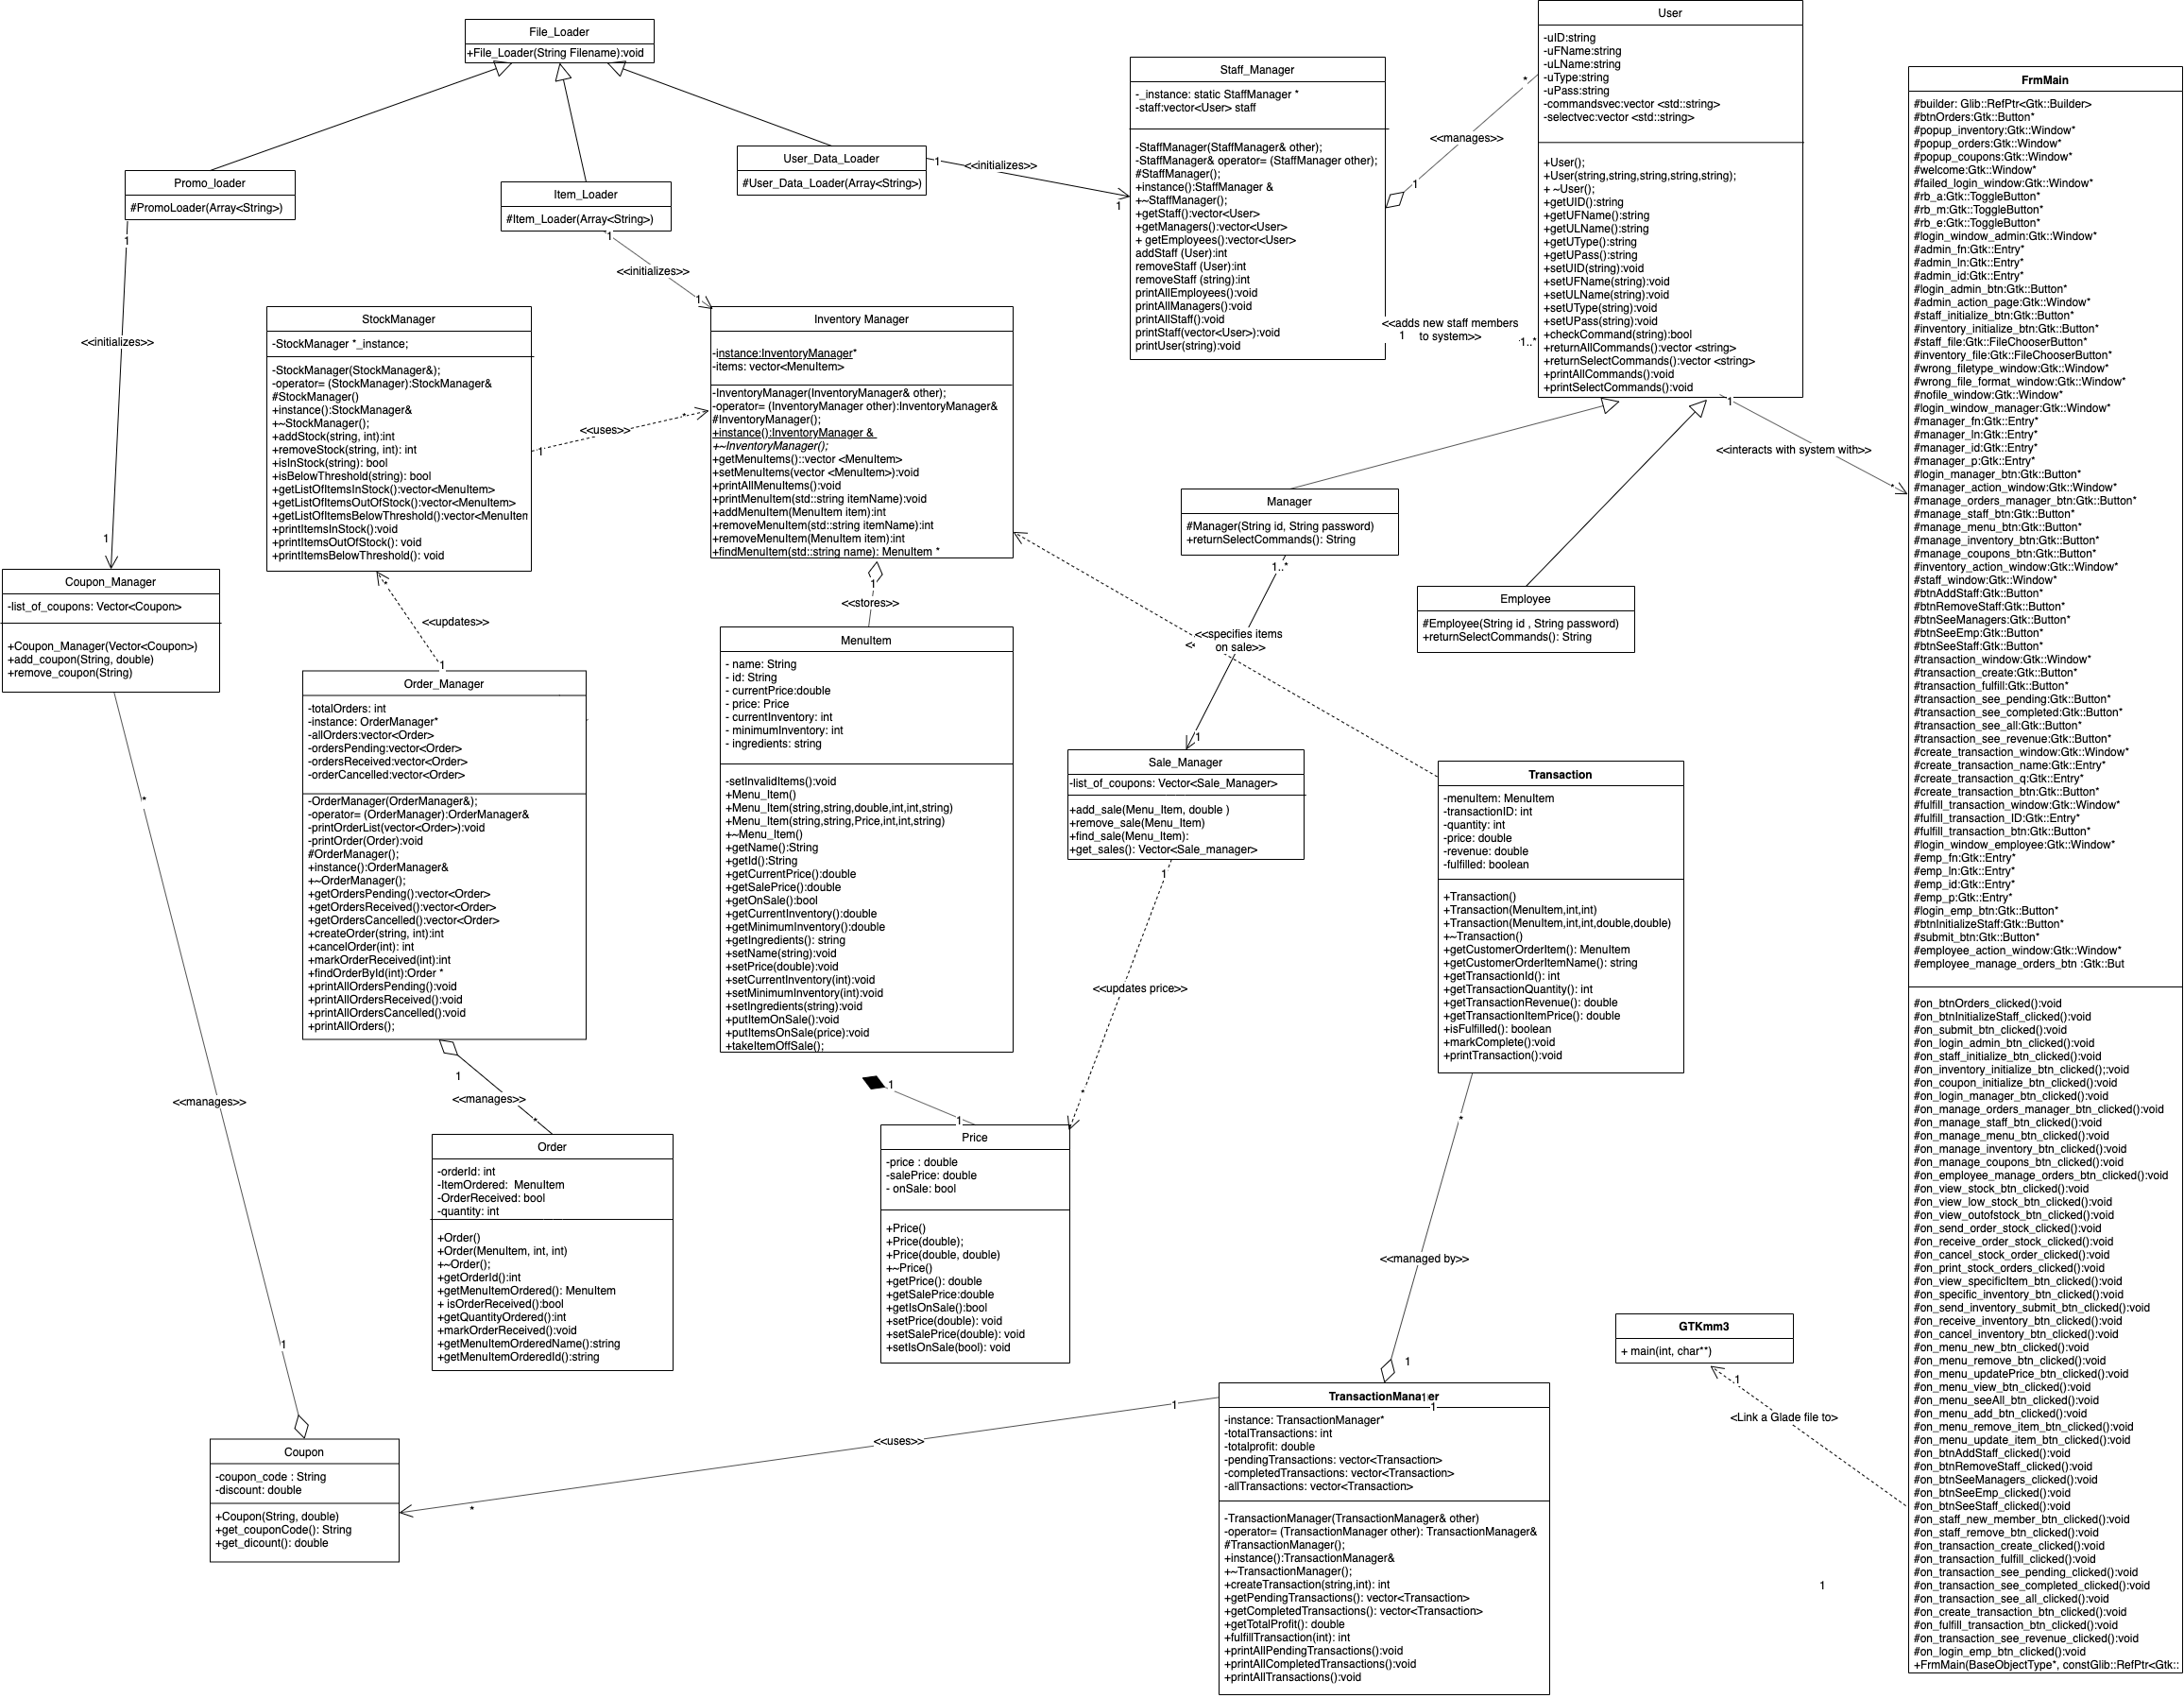 File_Loader
+File_Loader(String Filename):void
Promo_loader
#PromoLoader(Array<String>)
Item_Loader
#Item_Loader(Array<String>)
User_Data_Loader
#User_Data_Loader(Array<String>)
1
<<initializes>>
1
Staff_Manager
-_instance: static StaffManager *
-staff:vector<User> staff
-StaffManager(StaffManager& other);
-StaffManager& operator= (StaffManager other);
#StaffManager();
+instance():StaffManager &
+~StaffManager();
+getStaff():vector<User>
+getManagers():vector<User>
+ getEmployees():vector<User>
addStaff (User):int
removeStaff (User):int
removeStaff (string):int
printAllEmployees():void
printAllManagers():void
printAllStaff():void
printStaff(vector<User>):void
printUser(string):void
*
<<manages>>
1
<<adds new staff members
to system>>
1
1..*
User
-uID:string
-uFName:string
-uLName:string
-uType:string
-uPass:string
-commandsvec:vector <std::string>
-selectvec:vector <std::string>
+User();
+User(string,string,string,string,string);
+ ~User();
+getUID():string
+getUFName():string
+getULName():string
+getUType():string
+getUPass():string
+setUID(string):void
+setUFName(string):void
+setULName(string):void
+setUType(string):void
+setUPass(string):void
+checkCommand(string):bool
+returnAllCommands():vector <string>
+returnSelectCommands():vector <string>
+printAllCommands():void
+printSelectCommands():void
1
<<interacts with system with>>
*
FrmMain
#builder: Glib::RefPtr<Gtk::Builder>
#btnOrders:Gtk::Button*
#popup_inventory:Gtk::Window*
#popup_orders:Gtk::Window*
#popup_coupons:Gtk::Window*
#welcome:Gtk::Window*
#failed_login_window:Gtk::Window*
#rb_a:Gtk::ToggleButton*
#rb_m:Gtk::ToggleButton*
#rb_e:Gtk::ToggleButton*
#login_window_admin:Gtk::Window*
#admin_fn:Gtk::Entry*
#admin_ln:Gtk::Entry*
#admin_id:Gtk::Entry*
#login_admin_btn:Gtk::Button*
#admin_action_page:Gtk::Window*
#staff_initialize_btn:Gtk::Button*
#inventory_initialize_btn:Gtk::Button*
#staff_file:Gtk::FileChooserButton*
#inventory_file:Gtk::FileChooserButton*
#wrong_filetype_window:Gtk::Window*
#wrong_file_format_window:Gtk::Window*
#nofile_window:Gtk::Window*
#login_window_manager:Gtk::Window*
#manager_fn:Gtk::Entry*
#manager_ln:Gtk::Entry*
#manager_id:Gtk::Entry*
#manager_p:Gtk::Entry*
#login_manager_btn:Gtk::Button*
#manager_action_window:Gtk::Window*
#manage_orders_manager_btn:Gtk::Button*
#manage_staff_btn:Gtk::Button*
#manage_menu_btn:Gtk::Button*
#manage_inventory_btn:Gtk::Button*
#manage_coupons_btn:Gtk::Button*
#inventory_action_window:Gtk::Window*
#staff_window:Gtk::Window*
#btnAddStaff:Gtk::Button*
#btnRemoveStaff:Gtk::Button*
#btnSeeManagers:Gtk::Button*
#btnSeeEmp:Gtk::Button*
#btnSeeStaff:Gtk::Button*
#transaction_window:Gtk::Window*
#transaction_create:Gtk::Button*
#transaction_fulfill:Gtk::Button*
#transaction_see_pending:Gtk::Button*
#transaction_see_completed:Gtk::Button*
#transaction_see_all:Gtk::Button*
#transaction_see_revenue:Gtk::Button*
#create_transaction_window:Gtk::Window*
#create_transaction_name:Gtk::Entry*
#create_transaction_q:Gtk::Entry*
#create_transaction_btn:Gtk::Button*
#fulfill_transaction_window:Gtk::Window*
#fulfill_transaction_ID:Gtk::Entry*
#fulfill_transaction_btn:Gtk::Button*
#login_window_employee:Gtk::Window*
#emp_fn:Gtk::Entry*
#emp_ln:Gtk::Entry*
#emp_id:Gtk::Entry*
#emp_p:Gtk::Entry*
#login_emp_btn:Gtk::Button*
#btnInitializeStaff:Gtk::Button*
#submit_btn:Gtk::Button*
#employee_action_window:Gtk::Window*
#employee_manage_orders_btn :Gtk::But
#on_btnOrders_clicked():void
#on_btnInitializeStaff_clicked():void
#on_submit_btn_clicked():void
#on_login_admin_btn_clicked():void
#on_staff_initialize_btn_clicked():void
#on_inventory_initialize_btn_clicked();:void
#on_coupon_initialize_btn_clicked():void
#on_login_manager_btn_clicked():void
#on_manage_orders_manager_btn_clicked():void
#on_manage_staff_btn_clicked():void
#on_manage_menu_btn_clicked():void
#on_manage_inventory_btn_clicked():void
#on_manage_coupons_btn_clicked():void
#on_employee_manage_orders_btn_clicked():void
#on_view_stock_btn_clicked():void
#on_view_low_stock_btn_clicked():void
#on_view_outofstock_btn_clicked():void
#on_send_order_stock_clicked():void
#on_receive_order_stock_clicked():void
#on_cancel_stock_order_clicked():void
#on_print_stock_orders_clicked():void
#on_view_specificItem_btn_clicked():void
#on_specific_inventory_btn_clicked():void
#on_send_inventory_submit_btn_clicked():void
#on_receive_inventory_btn_clicked():void
#on_cancel_inventory_btn_clicked():void
#on_menu_new_btn_clicked():void
#on_menu_remove_btn_clicked():void
#on_menu_updatePrice_btn_clicked():void
#on_menu_view_btn_clicked():void
#on_menu_seeAll_btn_clicked():void
#on_menu_add_btn_clicked():void
#on_menu_remove_item_btn_clicked():void
#on_menu_update_item_btn_clicked():void
#on_btnAddStaff_clicked():void
#on_btnRemoveStaff_clicked():void
#on_btnSeeManagers_clicked():void
#on_btnSeeEmp_clicked():void
#on_btnSeeStaff_clicked():void
#on_staff_new_member_btn_clicked():void
#on_staff_remove_btn_clicked():void
#on_transaction_create_clicked():void
#on_transaction_fulfill_clicked():void
#on_transaction_see_pending_clicked():void
#on_transaction_see_completed_clicked():void
#on_transaction_see_all_clicked():void
#on_create_transaction_btn_clicked():void
#on_fulfill_transaction_btn_clicked():void
#on_transaction_see_revenue_clicked():void
#on_login_emp_btn_clicked():void
+FrmMain(BaseObjectType*, constGlib::RefPtr<Gtk::
1
<<initializes>>
1
1
<<initializes>>
1
StockManager
-StockManager *_instance;
-StockManager(StockManager&);
-operator= (StockManager):StockManager&
#StockManager()
+instance():StockManager&
+~StockManager();
+addStock(string, int):int
+removeStock(string, int): int
+isInStock(string): bool
+isBelowThreshold(string): bool
+getListOfItemsInStock():vector<MenuItem>
+getListOfItemsOutOfStock():vector<MenuItem>
+getListOfItemsBelowThreshold():vector<MenuIten
+printItemsInStock():void
+printItemsOutOfStock(): void
+printItemsBelowThreshold(): void
1
<<uses>>
*
Inventory Manager
-instance:InventoryManager*
-items: vector<MenuItem>
-InventoryManager(InventoryManager& other);
-operator= (InventoryManager other):InventoryManager&
#InventoryManager();
+instance():InventoryManager &
+~InventoryManager();
+getMenuItems()::vector <MenuItem>
+setMenuItems(vector <MenuItem>):void
+printAllMenuItems():void
+printMenuItem(std::string itemName):void
+addMenuItem(MenuItem item):int
+removeMenuItem(std::string itemName):int
+removeMenuItem(MenuItem item):int
+findMenuItem(std::string name): MenuItem *
1
<<stores>>
Manager
#Manager(String id, String password)
+returnSelectCommands(): String
1..*
<<specifies items
on sale>>
<<
1
Employee
#Employee(String id , String password)
+returnSelectCommands(): String
Coupon_Manager
-list_of_coupons: Vector<Coupon>
+Coupon_Manager(Vector<Coupon>)
+add_coupon(String, double)
+remove_coupon(String)
*
<<manages>>
1
*
<<updates>>
1
Order_Manager
-totalOrders: int
-instance: OrderManager*
-allOrders:vector<Order>
-ordersPending:vector<Order>
-ordersReceived:vector<Order>
-orderCancelled:vector<Order>
-OrderManager(OrderManager&);
-operator= (OrderManager):OrderManager&
-printOrderList(vector<Order>):void
-printOrder(Order):void
#OrderManager();
+instance():OrderManager&
+~OrderManager();
+getOrdersPending():vector<Order>
+getOrdersReceived():vector<Order>
+getOrdersCancelled():vector<Order>
+createOrder(string, int):int
+cancelOrder(int): int
+markOrderReceived(int):int
+findOrderById(int):Order *
+printAllOrdersPending():void
+printAllOrdersReceived():void
+printAllOrdersCancelled():void
+printAllOrders();
1
<<manages>>
*
Order
-orderId: int
-ItemOrdered:  MenuItem
-OrderReceived: bool
-quantity: int
+Order()
+Order(MenuItem, int, int)
+~Order();
+getOrderId():int
+getMenuItemOrdered(): MenuItem
+ isOrderReceived():bool
+getQuantityOrdered():int
+markOrderReceived():void
+getMenuItemOrderedName():string
+getMenuItemOrderedId():string
MenuItem
- name: String
- id: String
- currentPrice:double
- price: Price
- currentInventory: int
- minimumInventory: int
- ingredients: string
-setInvalidItems():void
+Menu_Item()
+Menu_Item(string,string,double,int,int,string)
+Menu_Item(string,string,Price,int,int,string)
+~Menu_Item()
+getName():String
+getId():String
+getCurrentPrice():double
+getSalePrice():double
+getOnSale():bool
+getCurrentInventory():double
+getMinimumInventory():double
+getIngredients(): string
+setName(string):void
+setPrice(double):void
+setCurrentInventory(int):void
+setMinimumInventory(int):void
+setIngredients(string):void
+putItemOnSale():void
+putItemsOnSale(price):void
+takeItemOffSale();
1
1
Price
-price : double
-salePrice: double
- onSale: bool
+Price()
+Price(double);
+Price(double, double)
+~Price()
+getPrice(): double
+getSalePrice:double
+getIsOnSale():bool
+setPrice(double): void
+setSalePrice(double): void
+setIsOnSale(bool): void
Sale_Manager
-list_of_coupons: Vector<Sale_Manager>
+add_sale(Menu_Item, double )
+remove_sale(Menu_Item)
+find_sale(Menu_Item):
+get_sales(): Vector<Sale_manager>
1
<<updates price>>
*
Transaction
-menuItem: MenuItem
-transactionID: int
-quantity: int
-price: double
-revenue: double
-fulfilled: boolean
+Transaction()
+Transaction(MenuItem,int,int)
+Transaction(MenuItem,int,int,double,double)
+~Transaction()
+getCustomerOrderItem(): MenuItem
+getCustomerOrderItemName(): string
+getTransactionId(): int
+getTransactionQuantity(): int
+getTransactionRevenue(): double
+getTransactionItemPrice(): double
+isFulfilled(): boolean
+markComplete():void
+printTransaction():void
*
<<managed by>>
1
TransactionManager
1
1
-instance: TransactionManager*
-totalTransactions: int
-totalprofit: double
-pendingTransactions: vector<Transaction>
-completedTransactions: vector<Transaction>
-allTransactions: vector<Transaction>
-TransactionManager(TransactionManager& other)
-operator= (TransactionManager other): TransactionManager&
#TransactionManager();
+instance():TransactionManager&
+~TransactionManager();
+createTransaction(string,int): int
+getPendingTransactions(): vector<Transaction>
+getCompletedTransactions(): vector<Transaction>
+getTotalProfit(): double
+fulfillTransaction(int): int
+printAllPendingTransactions():void
+printAllCompletedTransactions():void
+printAllTransactions():void
1
<<uses>>
*
Coupon
-coupon_code : String
-discount: double
+Coupon(String, double)
+get_couponCode(): String
+get_dicount(): double
GTKmm3
+ main(int, char**)
1
<Link a Glade file to>
1